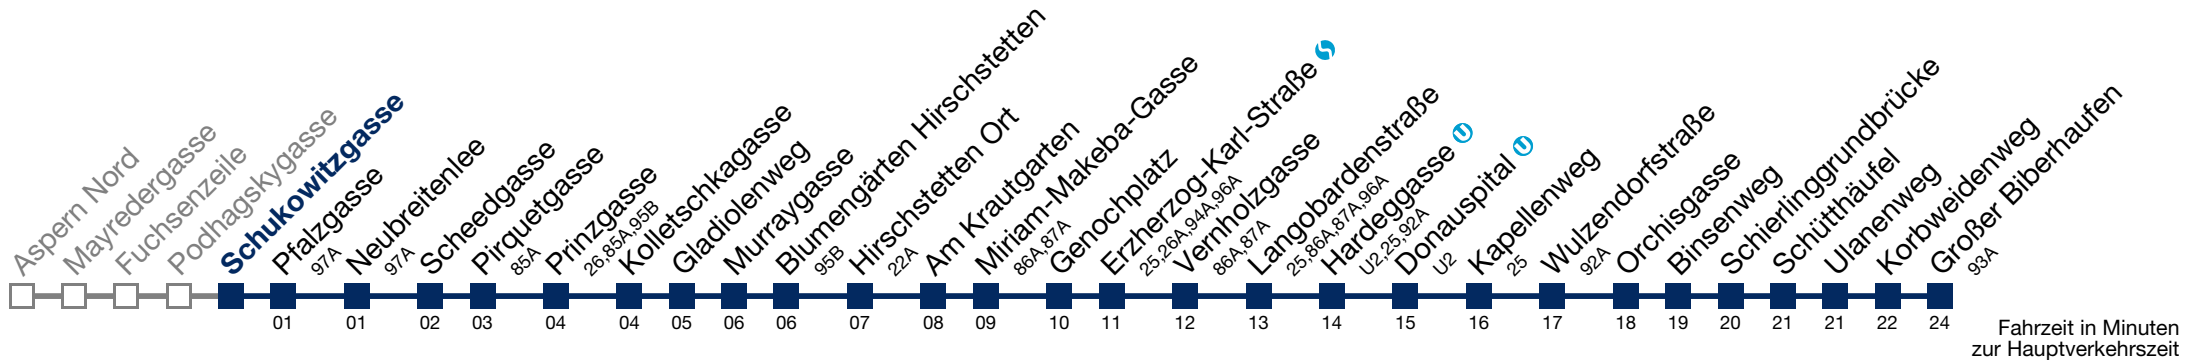 Aspern Nord
Mayredergasse
Fuchsenzeile
Podhagskygasse
Schukowitzgasse
Pfalzgasse
97A
Neubreitenlee
97A
Scheedgasse
Pirquetgasse
85A
Prinzgasse
26,85A,95B
Kolletschkagasse
Gladiolenweg
Murraygasse
Blumengärten Hirschstetten
95B
Hirschstetten Ort
22A
Am Krautgarten
Miriam-Makeba-Gasse
86A,87A
Genochplatz
Erzherzog-Karl-Straße
25,26A,94A,96A
Vernholzgasse
86A,87A
Langobardenstraße
25,86A,87A,96A
Hardeggasse U
U2,25,92A
Donauspital U
U2
Kapellenweg
25
Wulzendorfstraße
92A
Orchisgasse
Binsenweg
Schierlinggrundbrücke
Schütthäufel
Ulanenweg
Korbweidenweg
Großer Biberhaufen
93A
01 01 02 03 04 04 05 06 06 07 08 09 10 11 12 13 14 15 16 17 18 19 20 21 21 22 24
Fahrzeit in Minuten
zur Hauptverkehrszeit